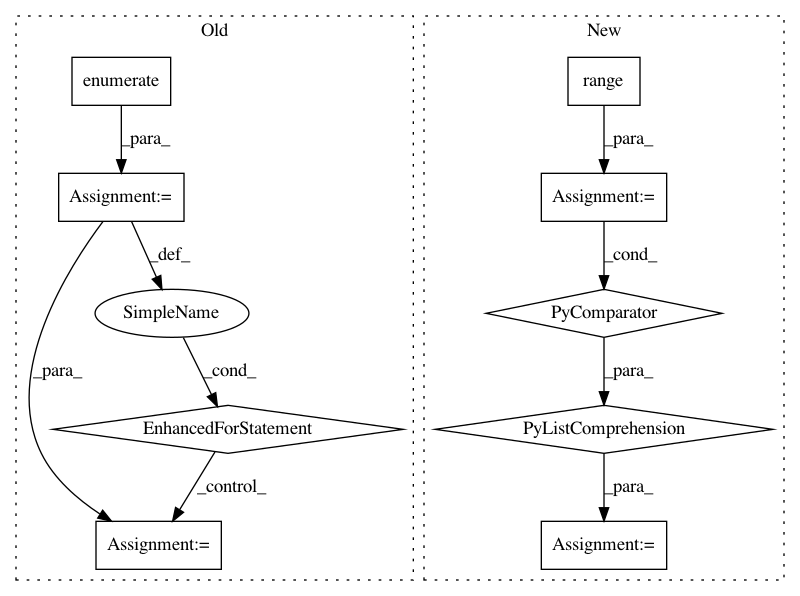 Old
New
enumerate
range
_para_
_para_
Assignment:=
Assignment:=
_def_
_cond_
SimpleName
PyComparator
_para_
_cond_
_para_
EnhancedForStatement
PyListComprehension
_control_
_para_
Assignment:=
Assignment:=